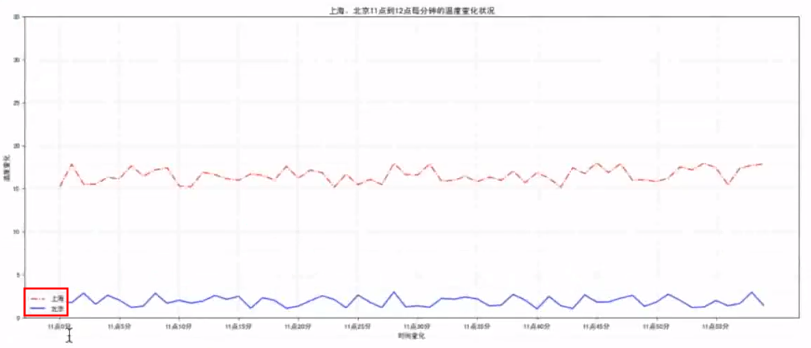 上海、北京11点到12点每分钟的温度变化状况
温度变化
35
30
25
20
15
10
5
0
上海
北京
11点0分
11点5分
11点10分
11点15分
11点20分
11点25分
11点30分
11点35分
11点40分
11点45分
11点50分
11点55分
时间变化